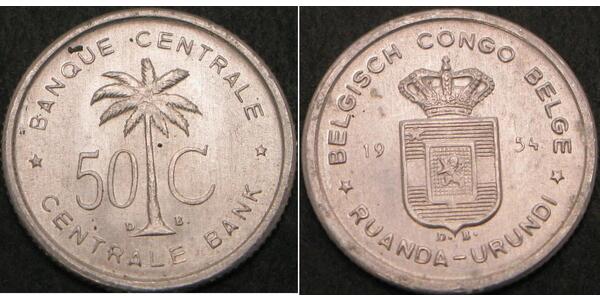 BANQUE CENTRALE
50 C
D B.
CENTRALE BANK
BELGISCH CONGO BELGE
19 54
D. B.
RUANDA-URUNDI